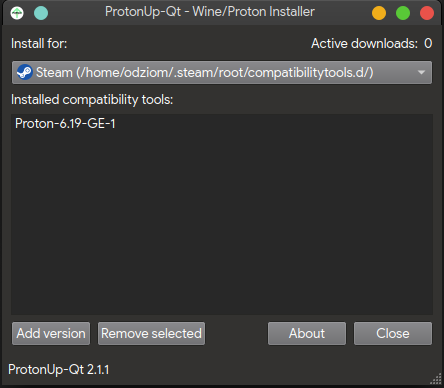 ProtonUp-Qt - Wine/Proton Installer
Install for: Active downloads: 0
Steam (/home/odziom/.steam/root/compatibilitytools.d/)
Installed compatibility tools:
Proton-6.19-GE-1
Add version Remove selected About Close
ProtonUp-Qt 2.1.1